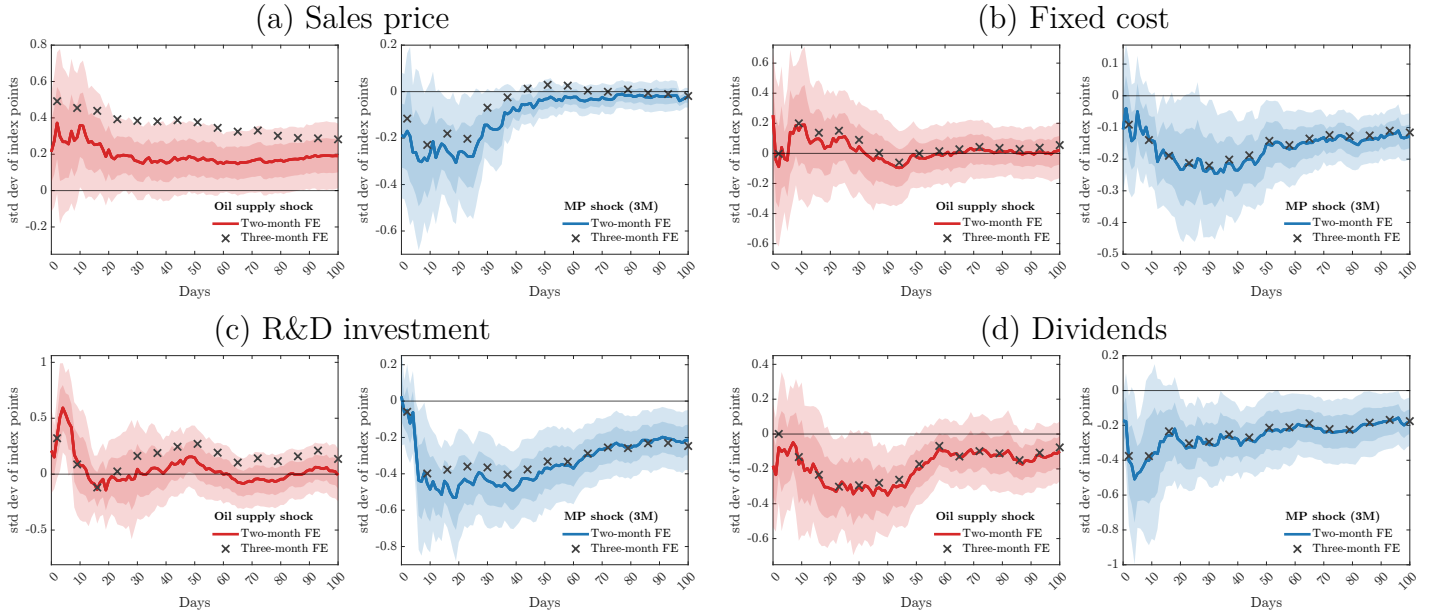 (a) Sales price
std dev of index points
0.8
0.6
0.4
0.2
0
-0.2
Oil supply shock
Two-month FE
Three-month FE
0 10 20 30 40 50 60 70 80 90 100
Days
std dev of index points
0.2
0
-0.2
-0.4
-0.6
MP shock (3M)
Two-month FE
Three-month FE
0 10 20 30 40 50 60 70 80 90 100
Days
(b) Fixed cost
std dev of index points
0.6
0.4
0.2
0
-0.2
-0.4
-0.6
Oil supply shock
Two-month FE
Three-month FE
0 10 20 30 40 50 60 70 80 90 100
Days
std dev of index points
0.1
0
-0.1
-0.2
-0.3
-0.4
-0.5
MP shock (3M)
Two-month FE
Three-month FE
0 10 20 30 40 50 60 70 80 90 100
Days
(c) R&D investment
std dev of index points
1
0.5
0
-0.5
Oil supply shock
Two-month FE
Three-month FE
0 10 20 30 40 50 60 70 80 90 100
Days
std dev of index points
0.2
0
-0.2
-0.4
-0.6
-0.8
MP shock (3M)
Two-month FE
Three-month FE
0 10 20 30 40 50 60 70 80 90 100
Days
(d) Dividends
std dev of index points
0.4
0.2
0
-0.2
-0.4
-0.6
Oil supply shock
Two-month FE
Three-month FE
0 10 20 30 40 50 60 70 80 90 100
Days
std dev of index points
0.2
0
-0.2
-0.4
-0.6
-0.8
-1
MP shock (3M)
Two-month FE
Three-month FE
0 10 20 30 40 50 60 70 80 90 100
Days